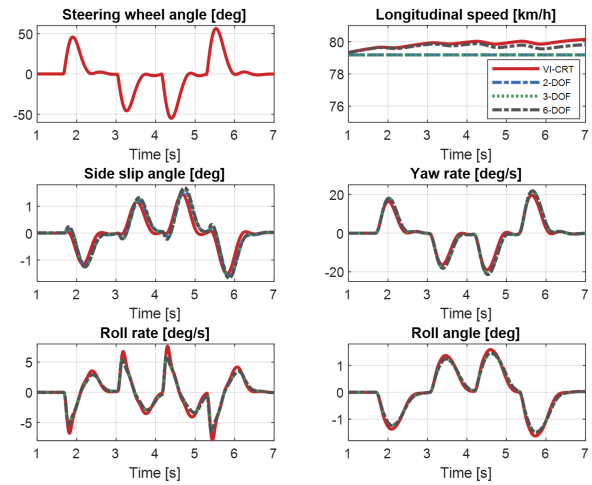 Steering wheel angle [deg]
50
0
-50
1 2 3 4 5 6 7
Time [s]
Longitudinal speed [km/h]
82
80
78
76
VI-CRT
2-DOF
3-DOF
6-DOF
1 2 3 4 5 6 7
Time [s]
Side slip angle [deg]
1
0
-1
1 2 3 4 5 6 7
Time [s]
Yaw rate [deg/s]
20
0
-20
1 2 3 4 5 6 7
Time [s]
Roll rate [deg/s]
5
0
-5
1 2 3 4 5 6 7
Time [s]
Roll angle [deg]
1
0
-1
1 2 3 4 5 6 7
Time [s]